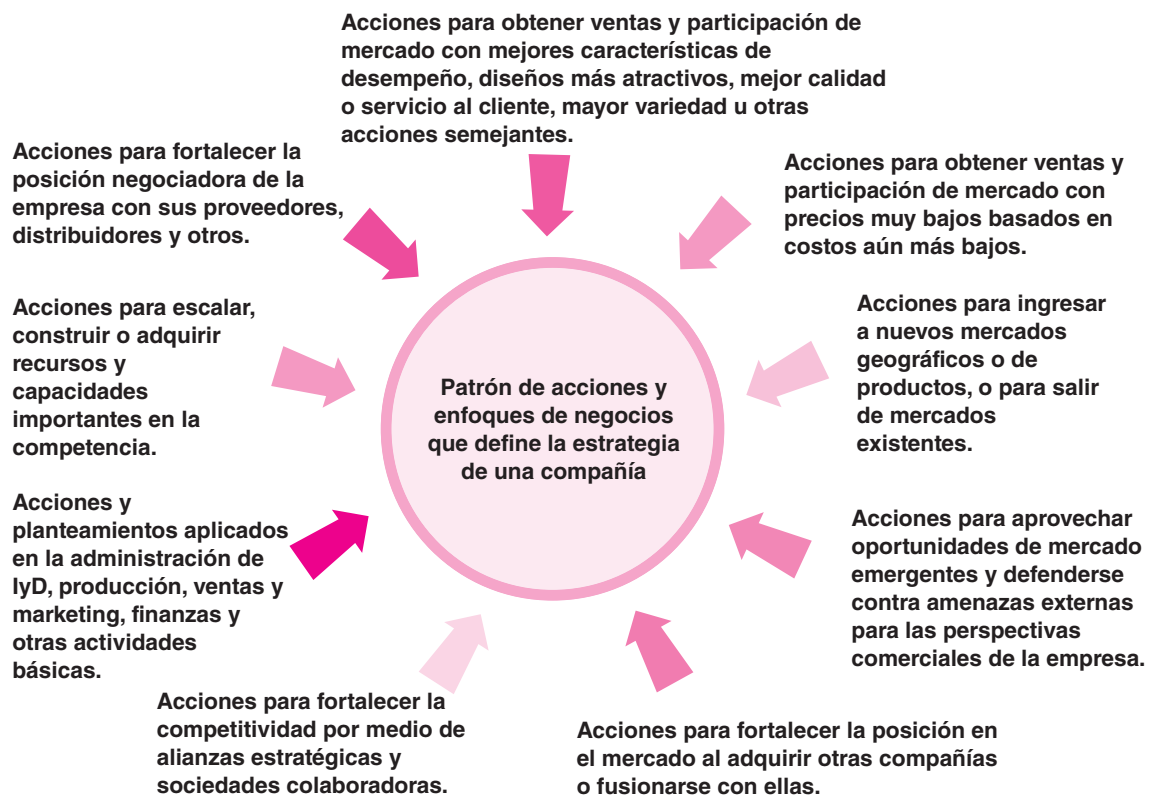 Acciones para obtener ventas y participación de
mercado con mejores características de
desempeño, diseños más atractivos, mejor calidad
o servicio al cliente, mayor variedad u otras
acciones semejantes.
Acciones para obtener ventas y
participación de mercado con
precios muy bajos basados en
costos aún más bajos.
Acciones para ingresar
a nuevos mercados
geográficos o de
productos, o para salir
de mercados
existentes.
Acciones para aprovechar
oportunidades de mercado
emergentes y defenderse
contra amenazas externas
para las perspectivas
comerciales de la empresa.
Acciones para fortalecer la posición en
el mercado al adquirir otras compañías
o fusionarse con ellas.
Acciones para fortalecer la
competitividad por medio de
alianzas estratégicas y
sociedades colaboradoras.
Acciones y
planteamientos aplicados
en la administración de
IyD, producción, ventas y
marketing, finanzas y
otras actividades
básicas.
Acciones para escalar,
construir o adquirir
recursos y
capacidades
importantes en la
competencia.
Acciones para fortalecer la
posición negociadora de la
empresa con sus proveedores,
distribuidores y otros.
Patrón de acciones y
enfoques de negocios
que define la estrategia
de una compañía